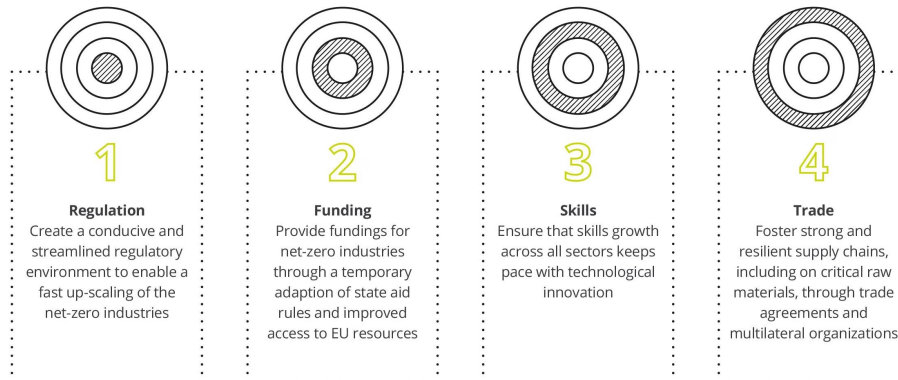 1
Regulation
Create a conducive and
streamlined regulatory
environment to enable a
fast up-scaling of the
net-zero industries
2
Funding
Provide fundings for
net-zero industries
through a temporary
adaption of state aid
rules and improved
access to EU resources
3
Skills
Ensure that skills growth
across all sectors keeps
pace with technological
innovation
4
Trade
Foster strong and
resilient supply chains,
including on critical raw
materials, through trade
agreements and
multilateral organizations